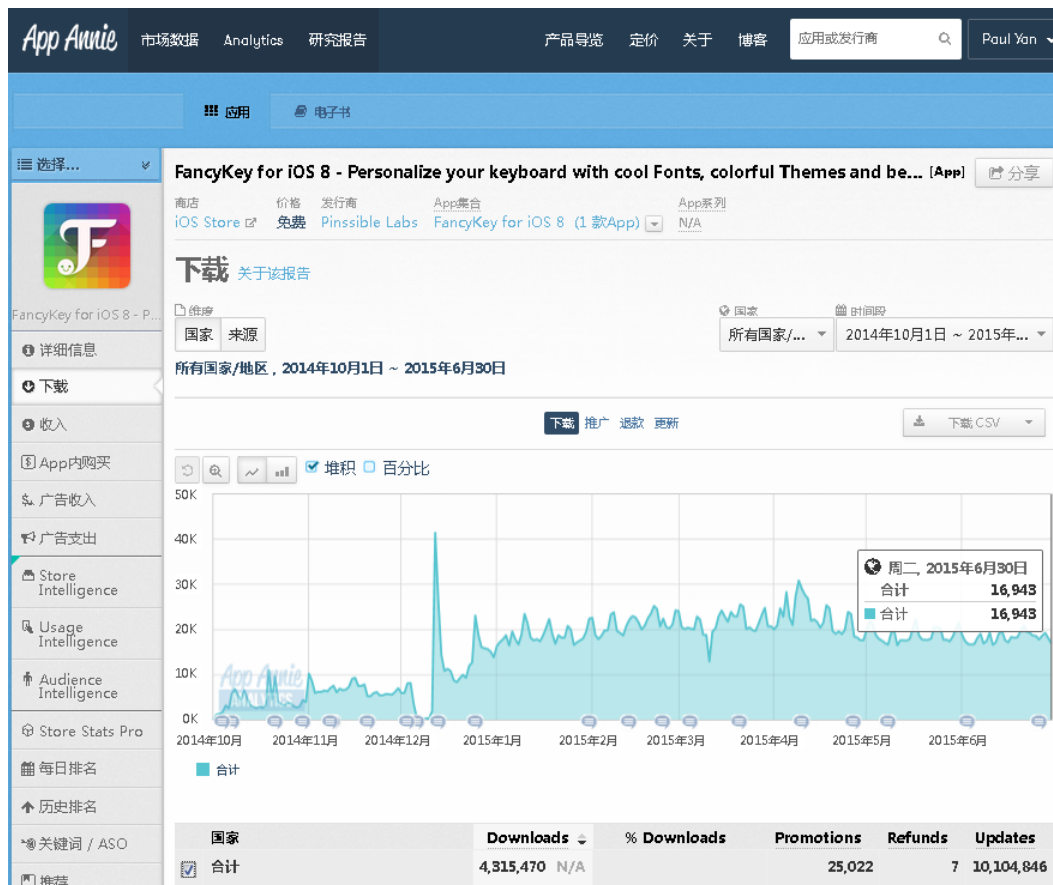 App Annie 市场数据 Analytics 研究报告 产品导览 定价 关于 博客 应用或发行商 Paul Yan
应用 电子书
选择...
FancyKey for iOS 8 - Personalize your keyboard with cool Fonts, colorful Themes and be... [App] 分享
商店 价格 发行商 App集合 App系列
iOS Store 免费 Pinssible Labs FancyKey for iOS 8 (1 款App) N/A
下载 关于该报告
FancyKey for iOS 8 - P...
维度 国家 时间段
国家 来源 所有国家/... 2014年10月1日 ~ 2015年...
所有国家/地区 , 2014年10月1日 ~ 2015年6月30日
详细信息
下载
收入
App内购买
广告收入
广告支出
Store
Intelligence
Usage
Intelligence
Audience
Intelligence
Store Stats Pro
每日排名
历史排名
关键词 / ASO
推荐
下载 推广 退款 更新 下载 CSV
堆积 百分比
50K
40K
30K
20K
10K
0K
周二, 2015年6月30日
合计 16,943
合计 16,943
App Annie
ANALYTICS
2014年10月 2014年11月 2014年12月 2015年1月 2015年2月 2015年3月 2015年4月 2015年5月 2015年6月
合计
国家 Downloads % Downloads Promotions Refunds Updates
合计 4,315,470 N/A 25,022 7 10,104,846